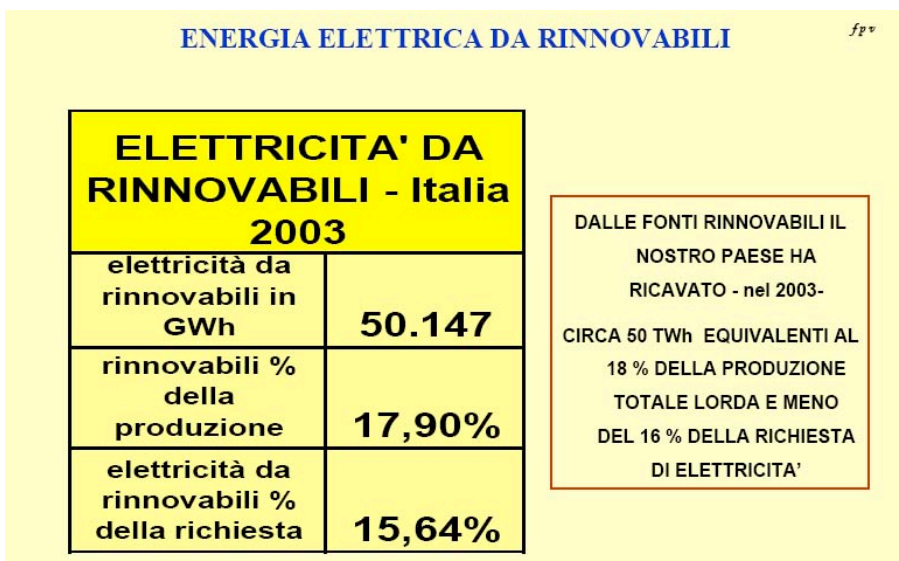 ENERGIA ELETTRICA DA RINNOVABILI
fpv
ELETTRICITA' DA
RINNOVABILI - Italia
2003
elettricità da
rinnovabili in
GWh
50.147
rinnovabili %
della
produzione
17,90%
elettricità da
rinnovabili %
della richiesta
15,64%
DALLE FONTI RINNOVABILI IL
NOSTRO PAESE HA
RICAVATO - nel 2003-
CIRCA 50 TWh EQUIVALENTI AL
18 % DELLA PRODUZIONE
TOTALE LORDA E MENO
DEL 16 % DELLA RICHIESTA
DI ELETTRICITA’